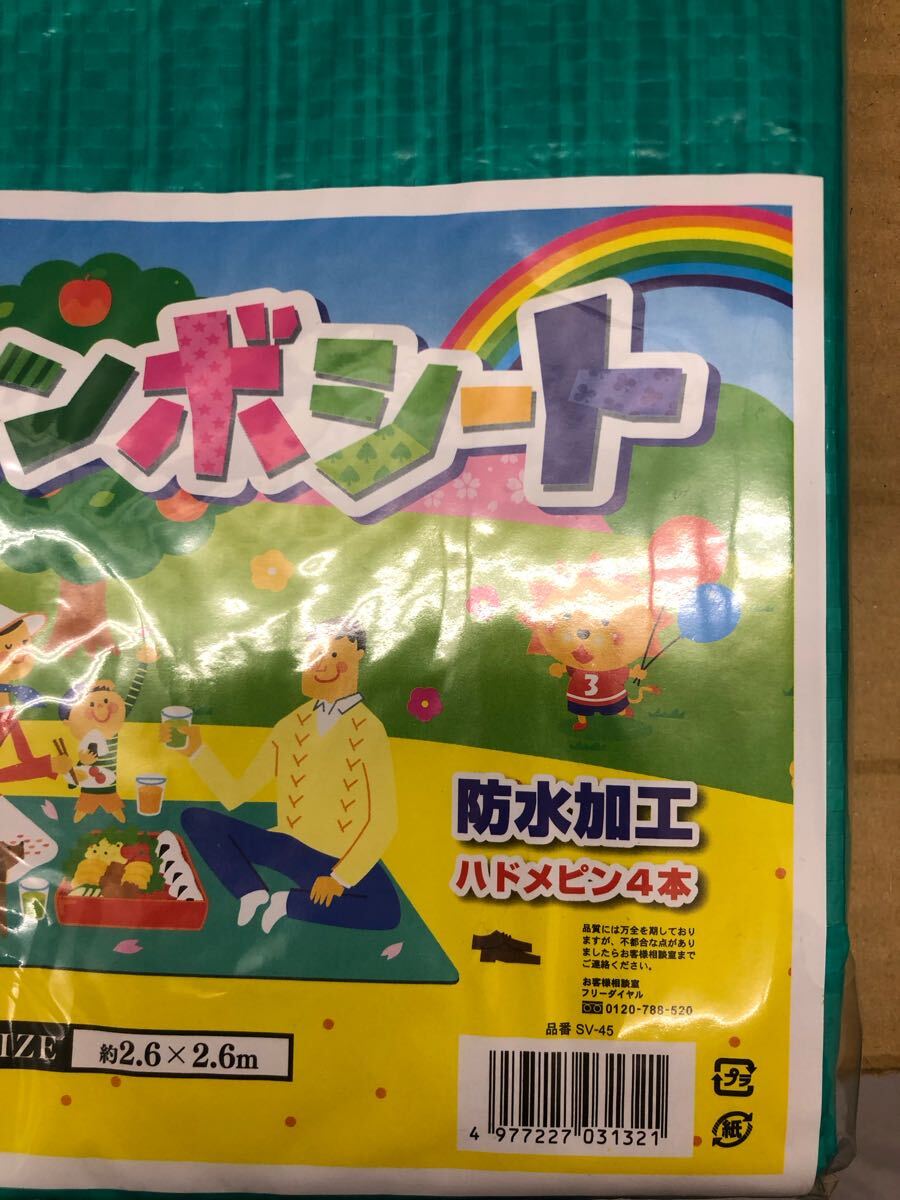 ンボシート
3
防水加工
ハドメピン4本
品質には万全を期しており
ますが、不都合な点があり
ましたらお客様相談室まで
ご連絡ください。
お客様相談室
フリーダイヤル
0120-788-520
品番 SV-45
IZE
約2.6×2.6m
4 977227 031321
プラ
紙